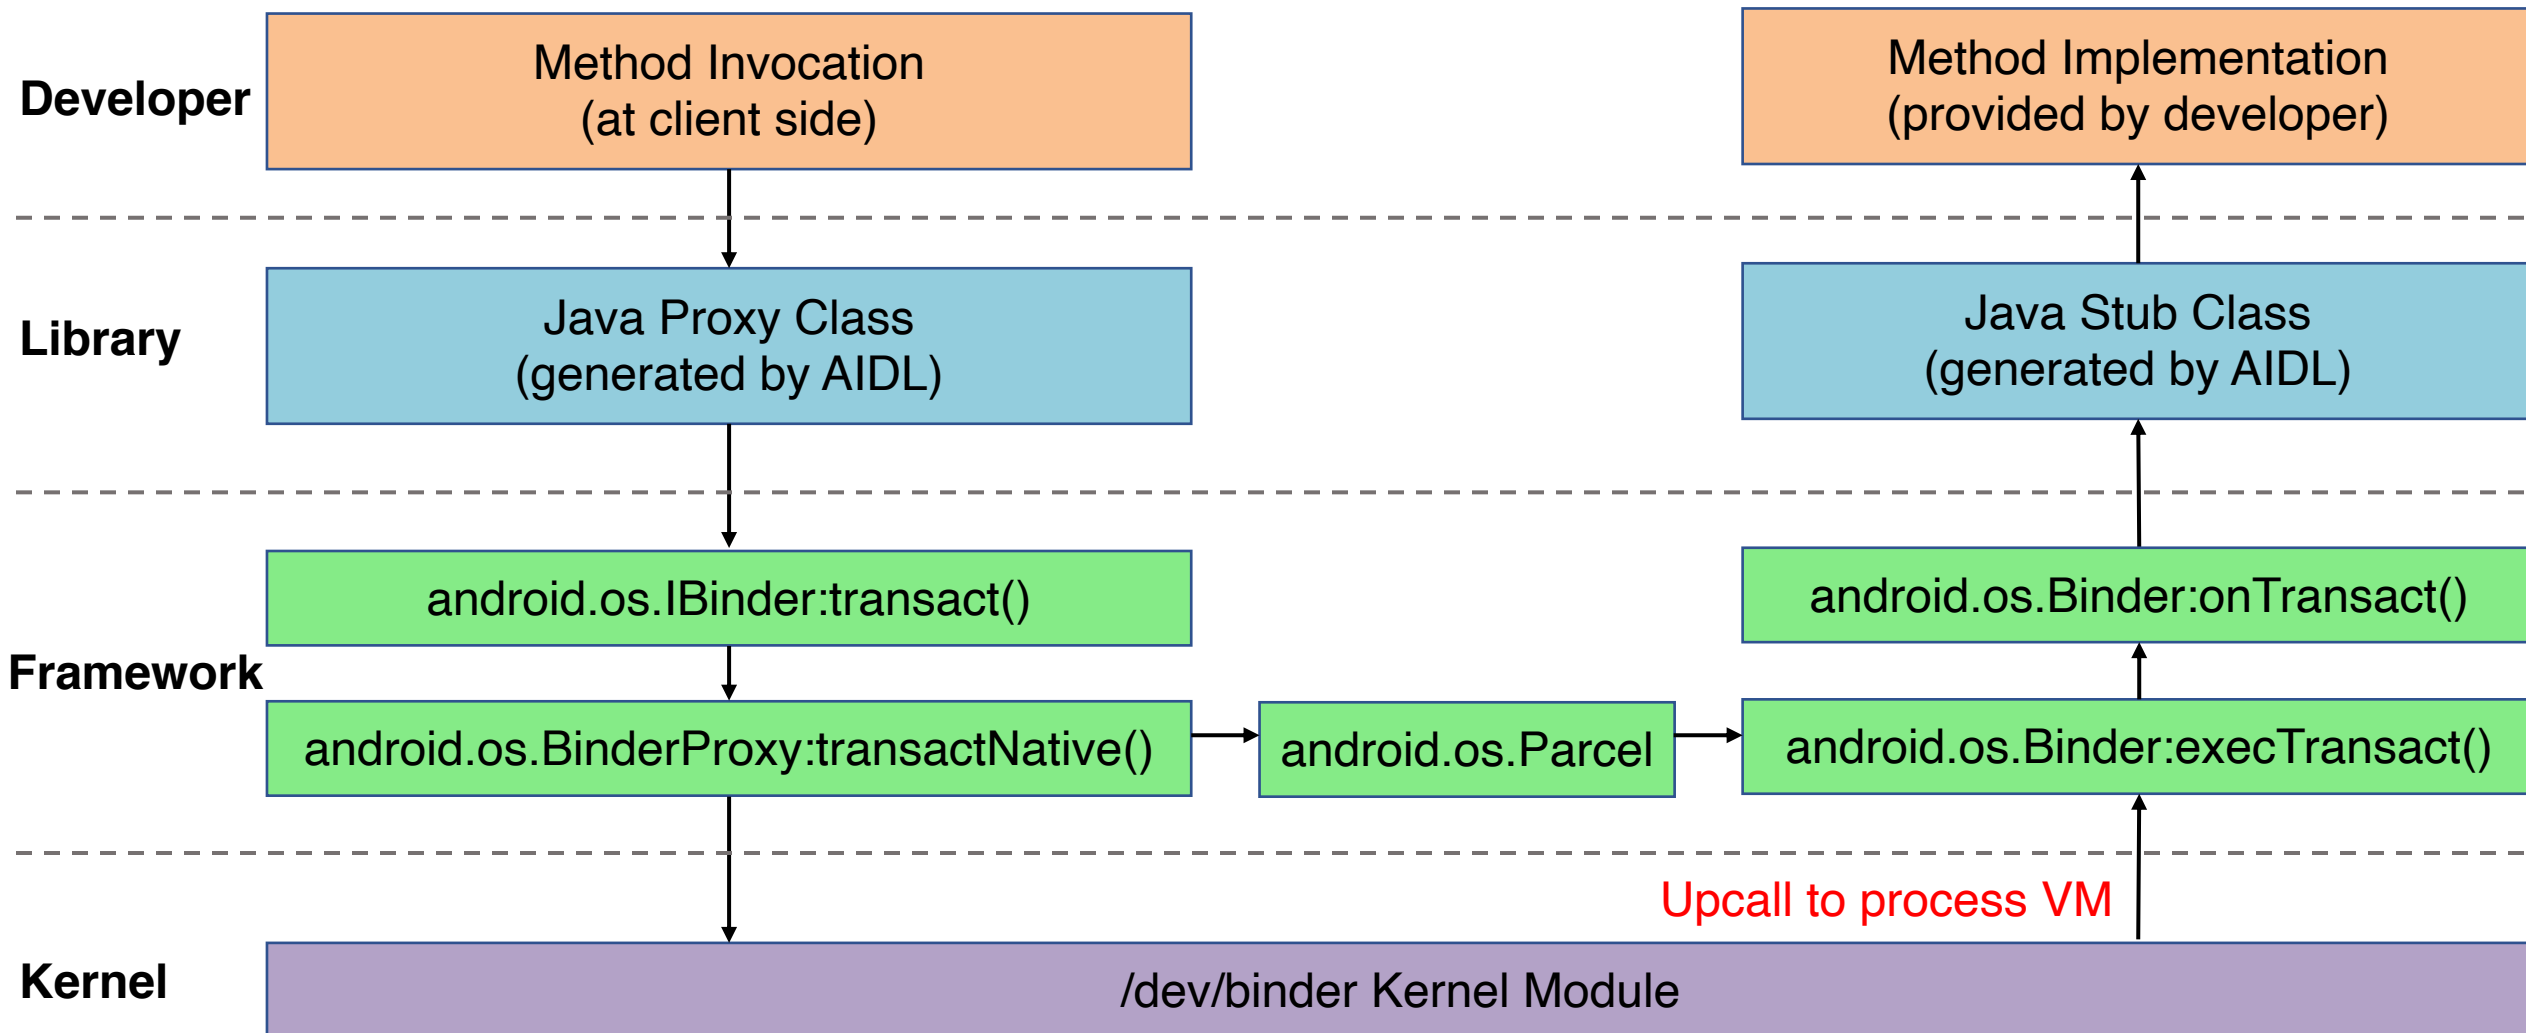 Developer
Method Invocation
(at client side)
Method Implementation
(provided by developer)
Library
Java Proxy Class
(generated by AIDL)
Java Stub Class
(generated by AIDL)
Framework
android.os.IBinder:transact()
android.os.Binder:onTransact()
android.os.BinderProxy:transactNative()
android.os.Parcel
android.os.Binder:execTransact()
Upcall to process VM
Kernel
/dev/binder Kernel Module